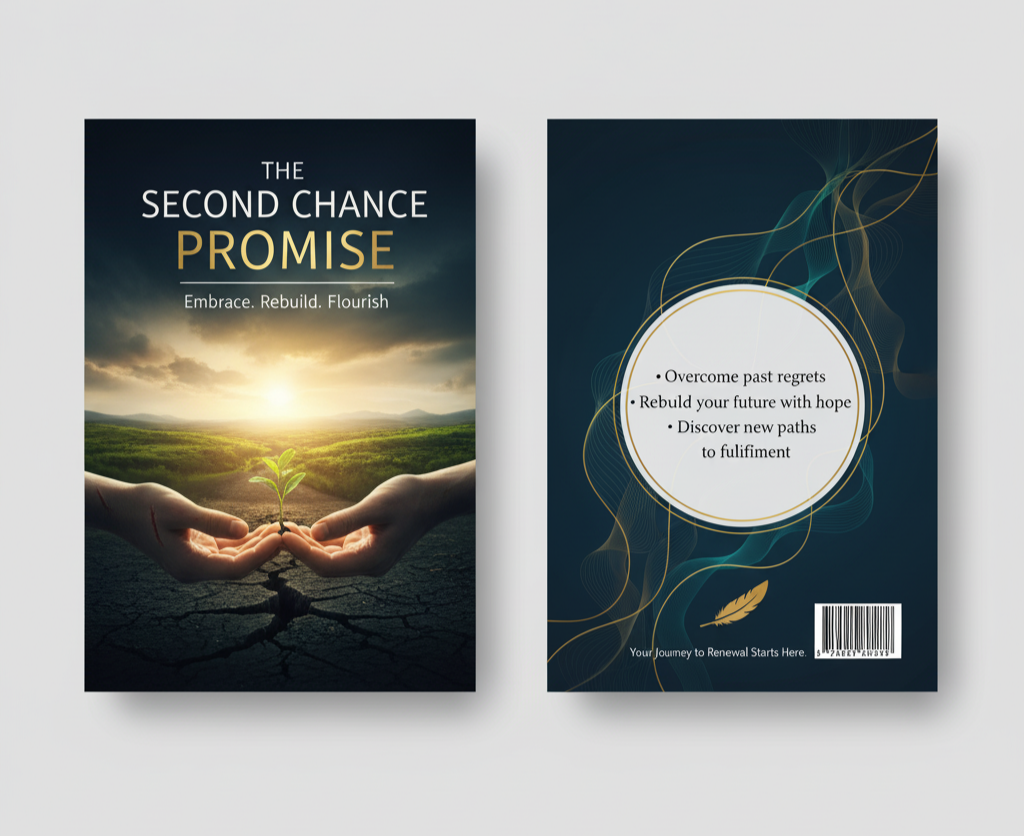 THE
SECOND CHANCE
PROMISE
Embrace. Rebuild. Flourish
• Overcome past regrets
• Rebuld your future with hope
• Discover new paths
to fulifiment
Your Journey to Renewal Starts Here.